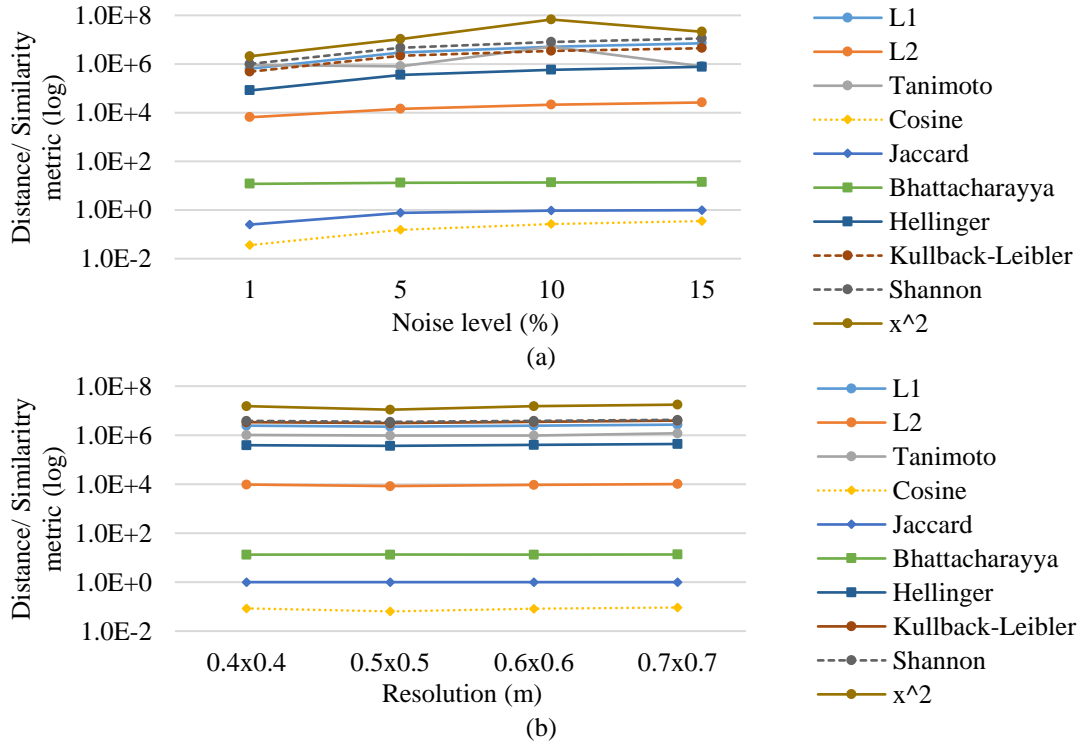 Distance/ Similarity
metric (log)
1.0E+8
1.0E+6
1.0E+4
1.0E+2
1.0E+0
1.0E-2
1
5
10
15
Noise level (%)
(a)
L1
L2
Tanimoto
Cosine
Jaccard
Bhattacharayya
Hellinger
Kullback-Leibler
Shannon
x^2
Distance/ Similaritry
metric (log)
1.0E+8
1.0E+6
1.0E+4
1.0E+2
1.0E+0
1.0E-2
0.4x0.4
0.5x0.5
0.6x0.6
0.7x0.7
Resolution (m)
(b)
L1
L2
Tanimoto
Cosine
Jaccard
Bhattacharayya
Hellinger
Kullback-Leibler
Shannon
x^2